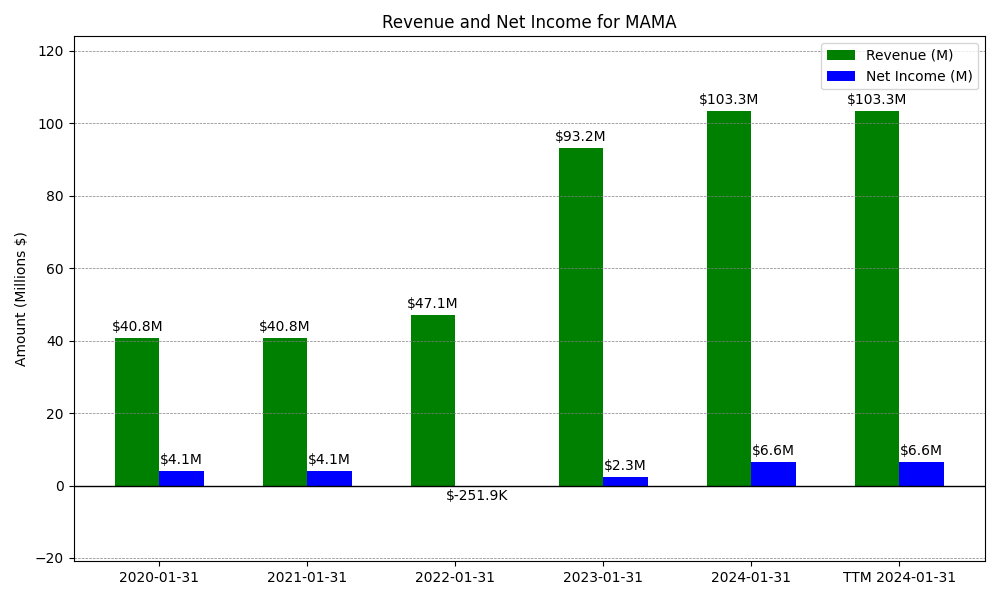 Revenue and Net Income for MAMA
Revenue (M)
Net Income (M)
Amount (Millions $)
120
100
80
60
40
20
0
−20
$40.8M
$4.1M
$40.8M
$4.1M
$47.1M
$-251.9K
$93.2M
$2.3M
$103.3M
$6.6M
$103.3M
$6.6M
2020-01-31
2021-01-31
2022-01-31
2023-01-31
2024-01-31
TTM 2024-01-31